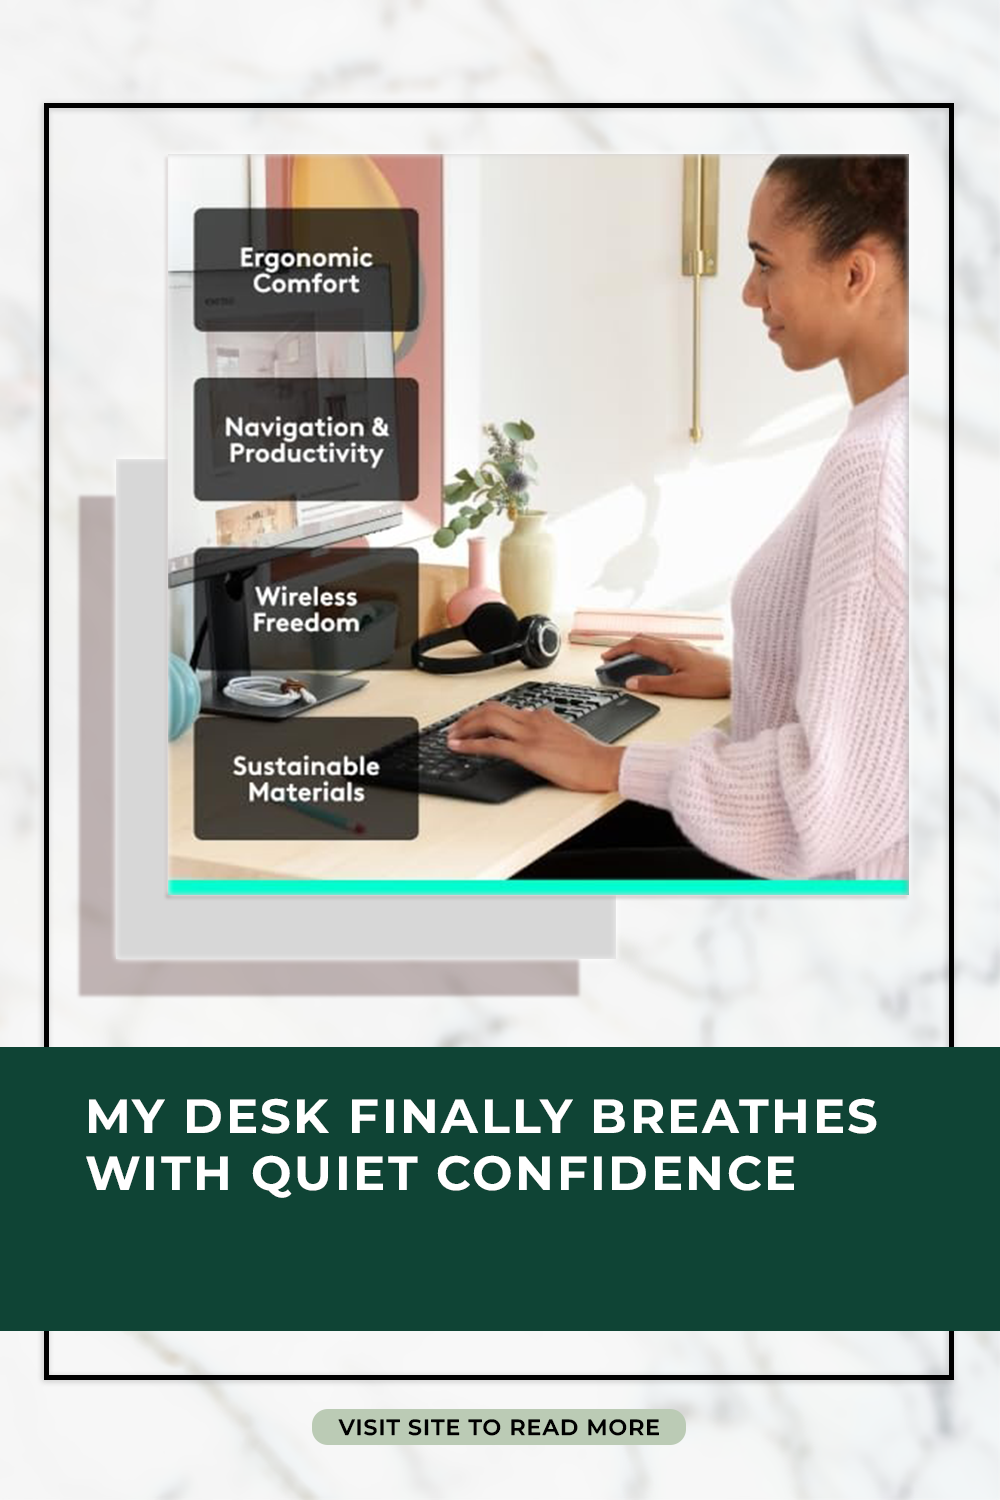 Ergonomic
Comfort
Navigation &
Productivity
Wireless
Freedom
Sustainable
Materials
MY DESK FINALLY BREATHES
WITH QUIET CONFIDENCE
VISIT SITE TO READ MORE